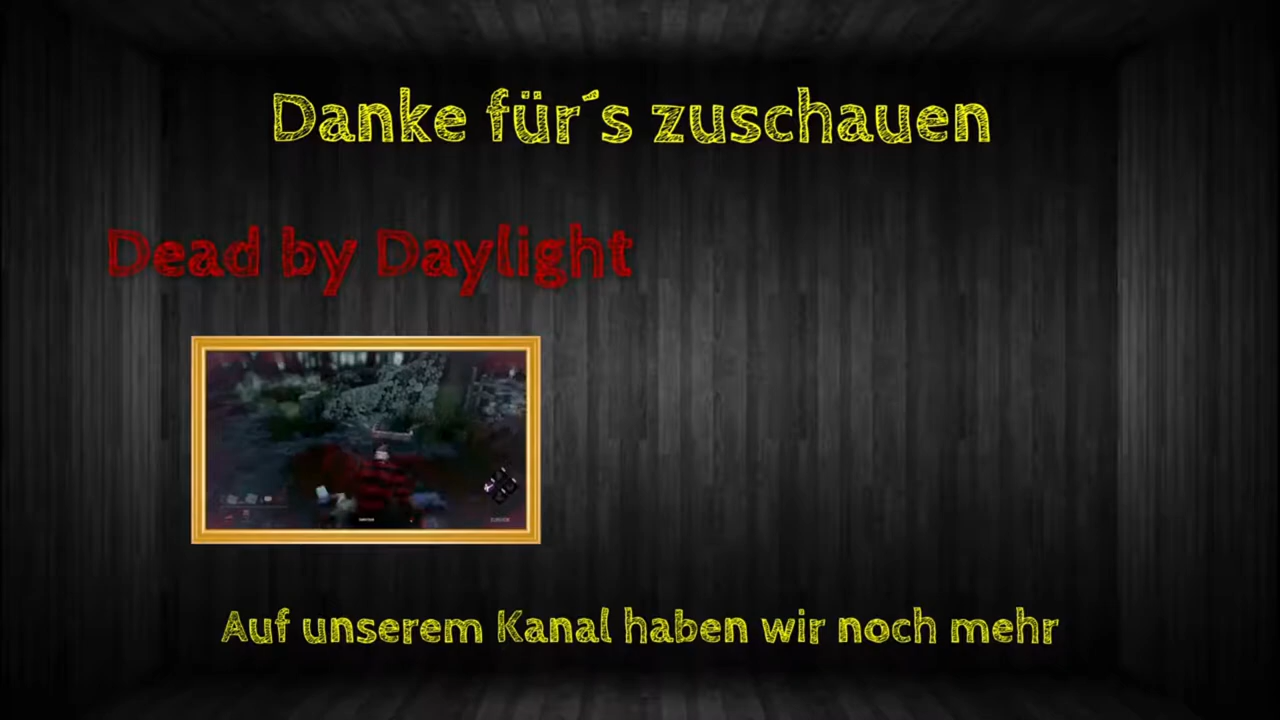 Danke für´s zuschauen
Dead by Daylight
Auf unserem Kanal haben wir noch mehr